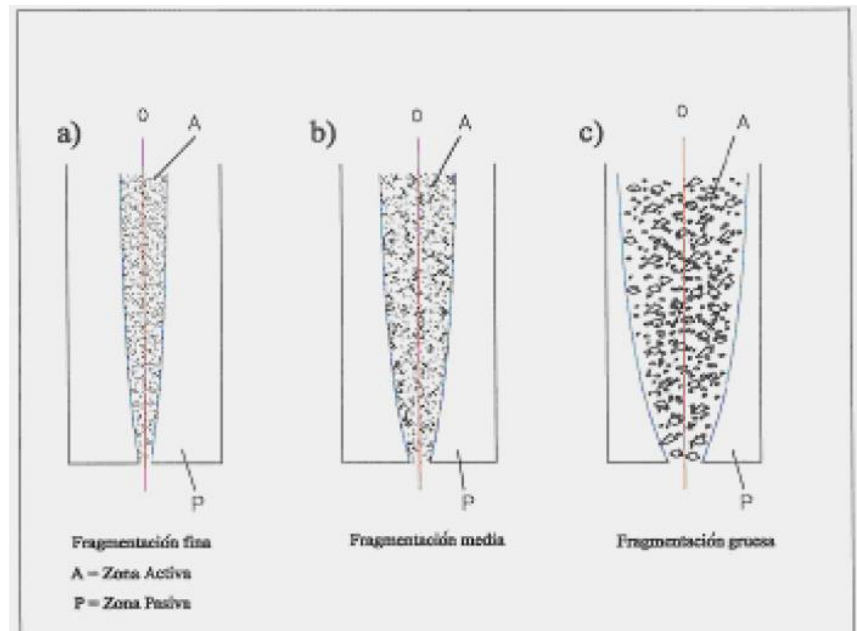 a)
O
A
P
b)
O
A
P
c)
O
A
P
Fragmentación fina
Fragmentación media
Fragmentación gruesa
A = Zona Activa
P = Zona Pasiva